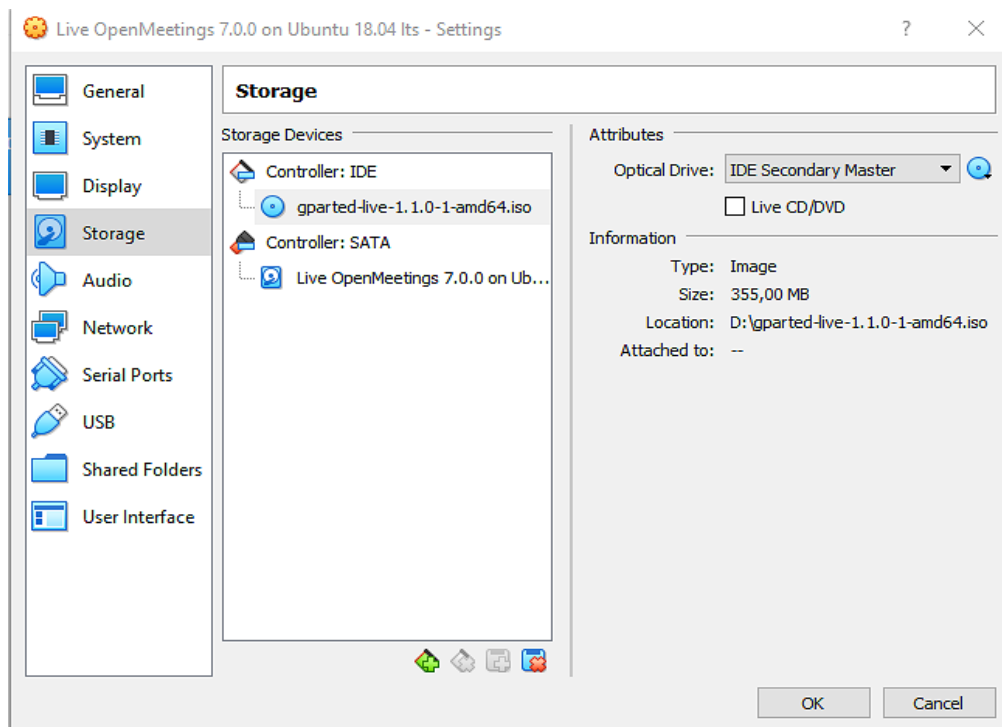 Live OpenMeetings 7.0.0 on Ubuntu 18.04 lts - Settings
?
General
System
Display
Storage
Audio
Network
Serial Ports
USB
Shared Folders
User Interface
Storage
Storage Devices
Controller: IDE
gparted-live-1.1.0-1-amd64.iso
Controller: SATA
Live OpenMeetings 7.0.0 on Ub...
Attributes
Optical Drive: IDE Secondary Master
Live CD/DVD
Information
Type: Image
Size: 355,00 MB
Location: D:\gparted-live-1.1.0-1-amd64.iso
Attached to: --
OK Cancel